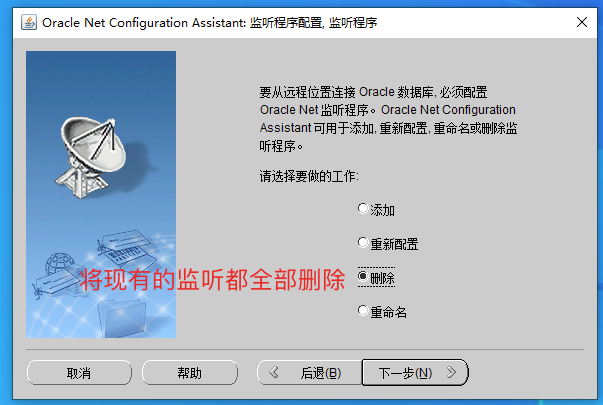 Oracle Net Configuration Assistant: 监听程序配置, 监听程序
要从远程位置连接 Oracle 数据库, 必须配置
Oracle Net 监听程序。Oracle Net Configuration
Assistant 可用于添加, 重新配置, 重命名或删除监
听程序。
请选择要做的工作:
添加
重新配置
将现有的监听都全部删除
删除
重命名
取消
帮助
后退(B)
下一步(N)